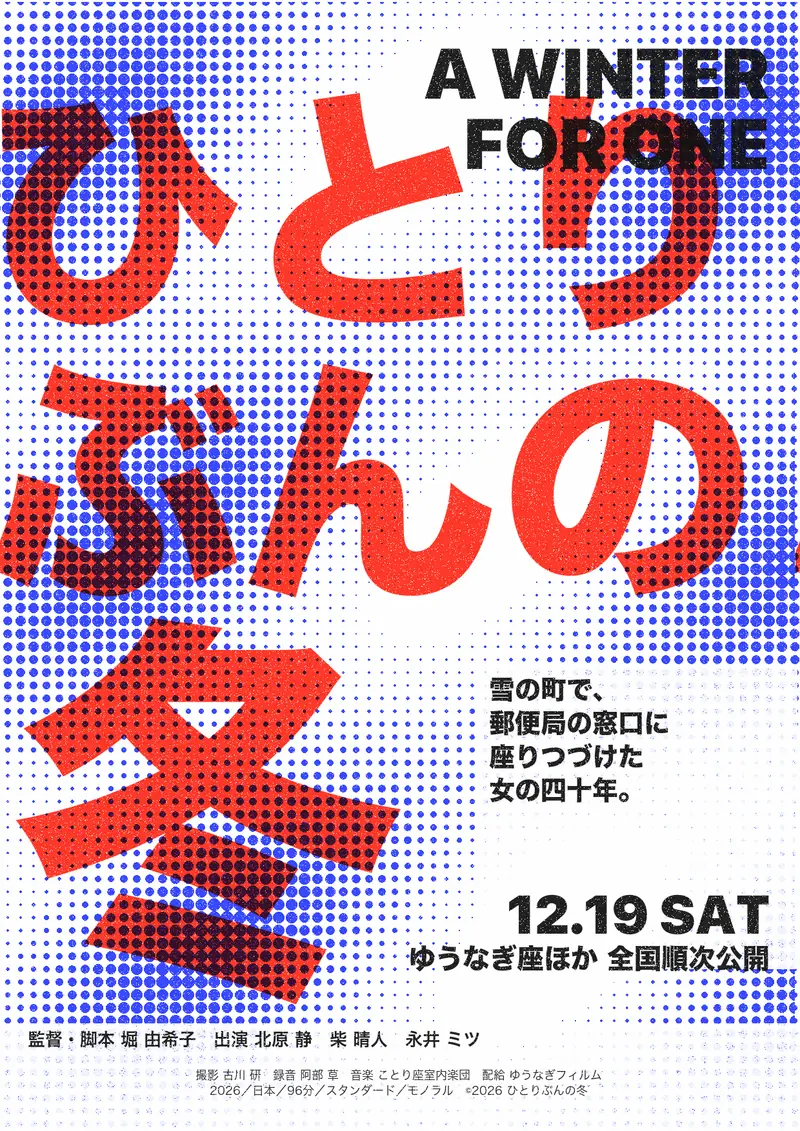 A WINTER
FOR ONE
ひとり
ぶんの
冬
雪の町で、
郵便局の窓口に
座りつづけた
女の四十年。
12.19 SAT
ゆうなぎ座ほか 全国順次公開
監督・脚本 堀 由希子　出演 北原 静　柴 晴人　永井 ミツ
撮影 古川 研　録音 阿部 草　音楽 ことり座室内楽団　配給 ゆうなぎフィルム
2026／日本／96分／スタンダード／モノラル　©2026 ひとりぶんの冬